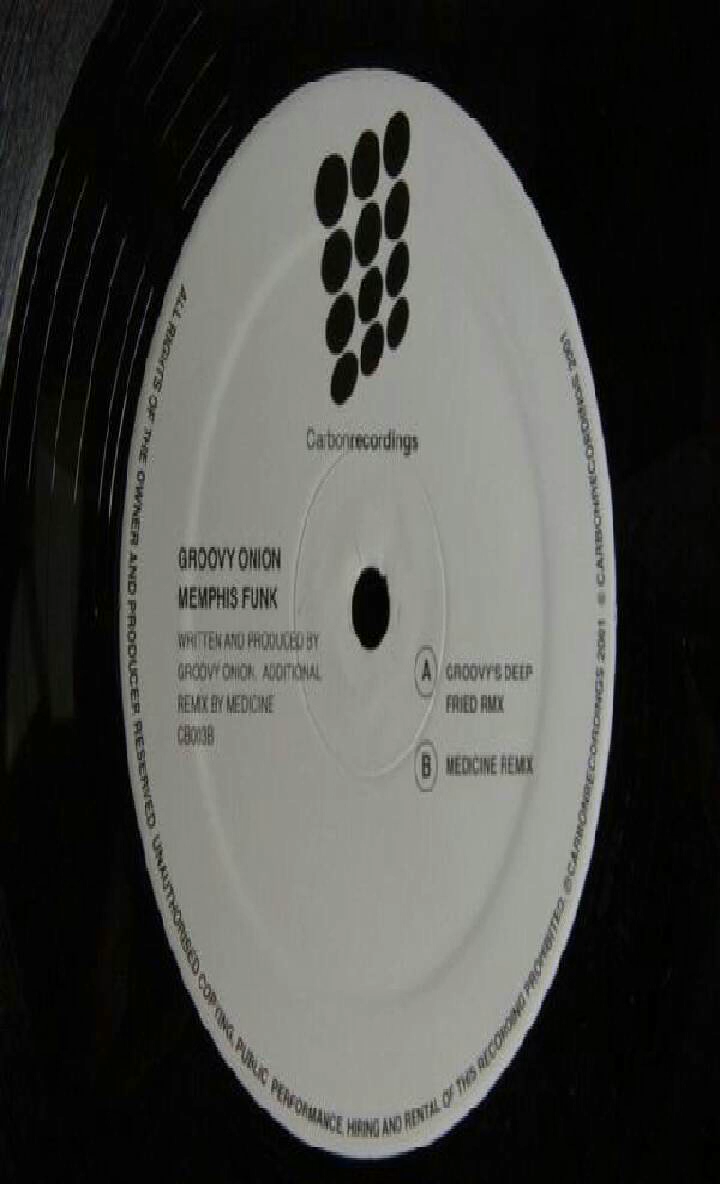 Carbonrecordings
GROOVY ONION
MEMPHIS FUNK
WRITTEN AND PRODUCED BY
GROOVY ONION. ADDITIONAL
REMIX BY MEDICINE
CB003B
A GROOVY'S DEEP
FRIED RMX
B MEDICINE REMIX
ALL RIGHTS OF THE OWNER AND PRODUCER RESERVED. UNAUTHORISED COPYING, PUBLIC PERFORMANCE, HIRING AND RENTAL OF THIS RECORDING PROHIBITED. ℗ CARBONRECORDINGS 2001 © CARBONRECORDINGS 2001